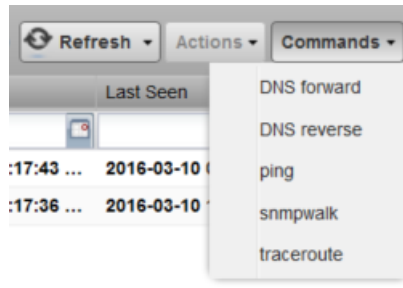 Refresh Actions Commands
Last Seen
DNS forward
DNS reverse
:17:43 ... 2016-03-10
ping
:17:36 ... 2016-03-10
snmpwalk
traceroute